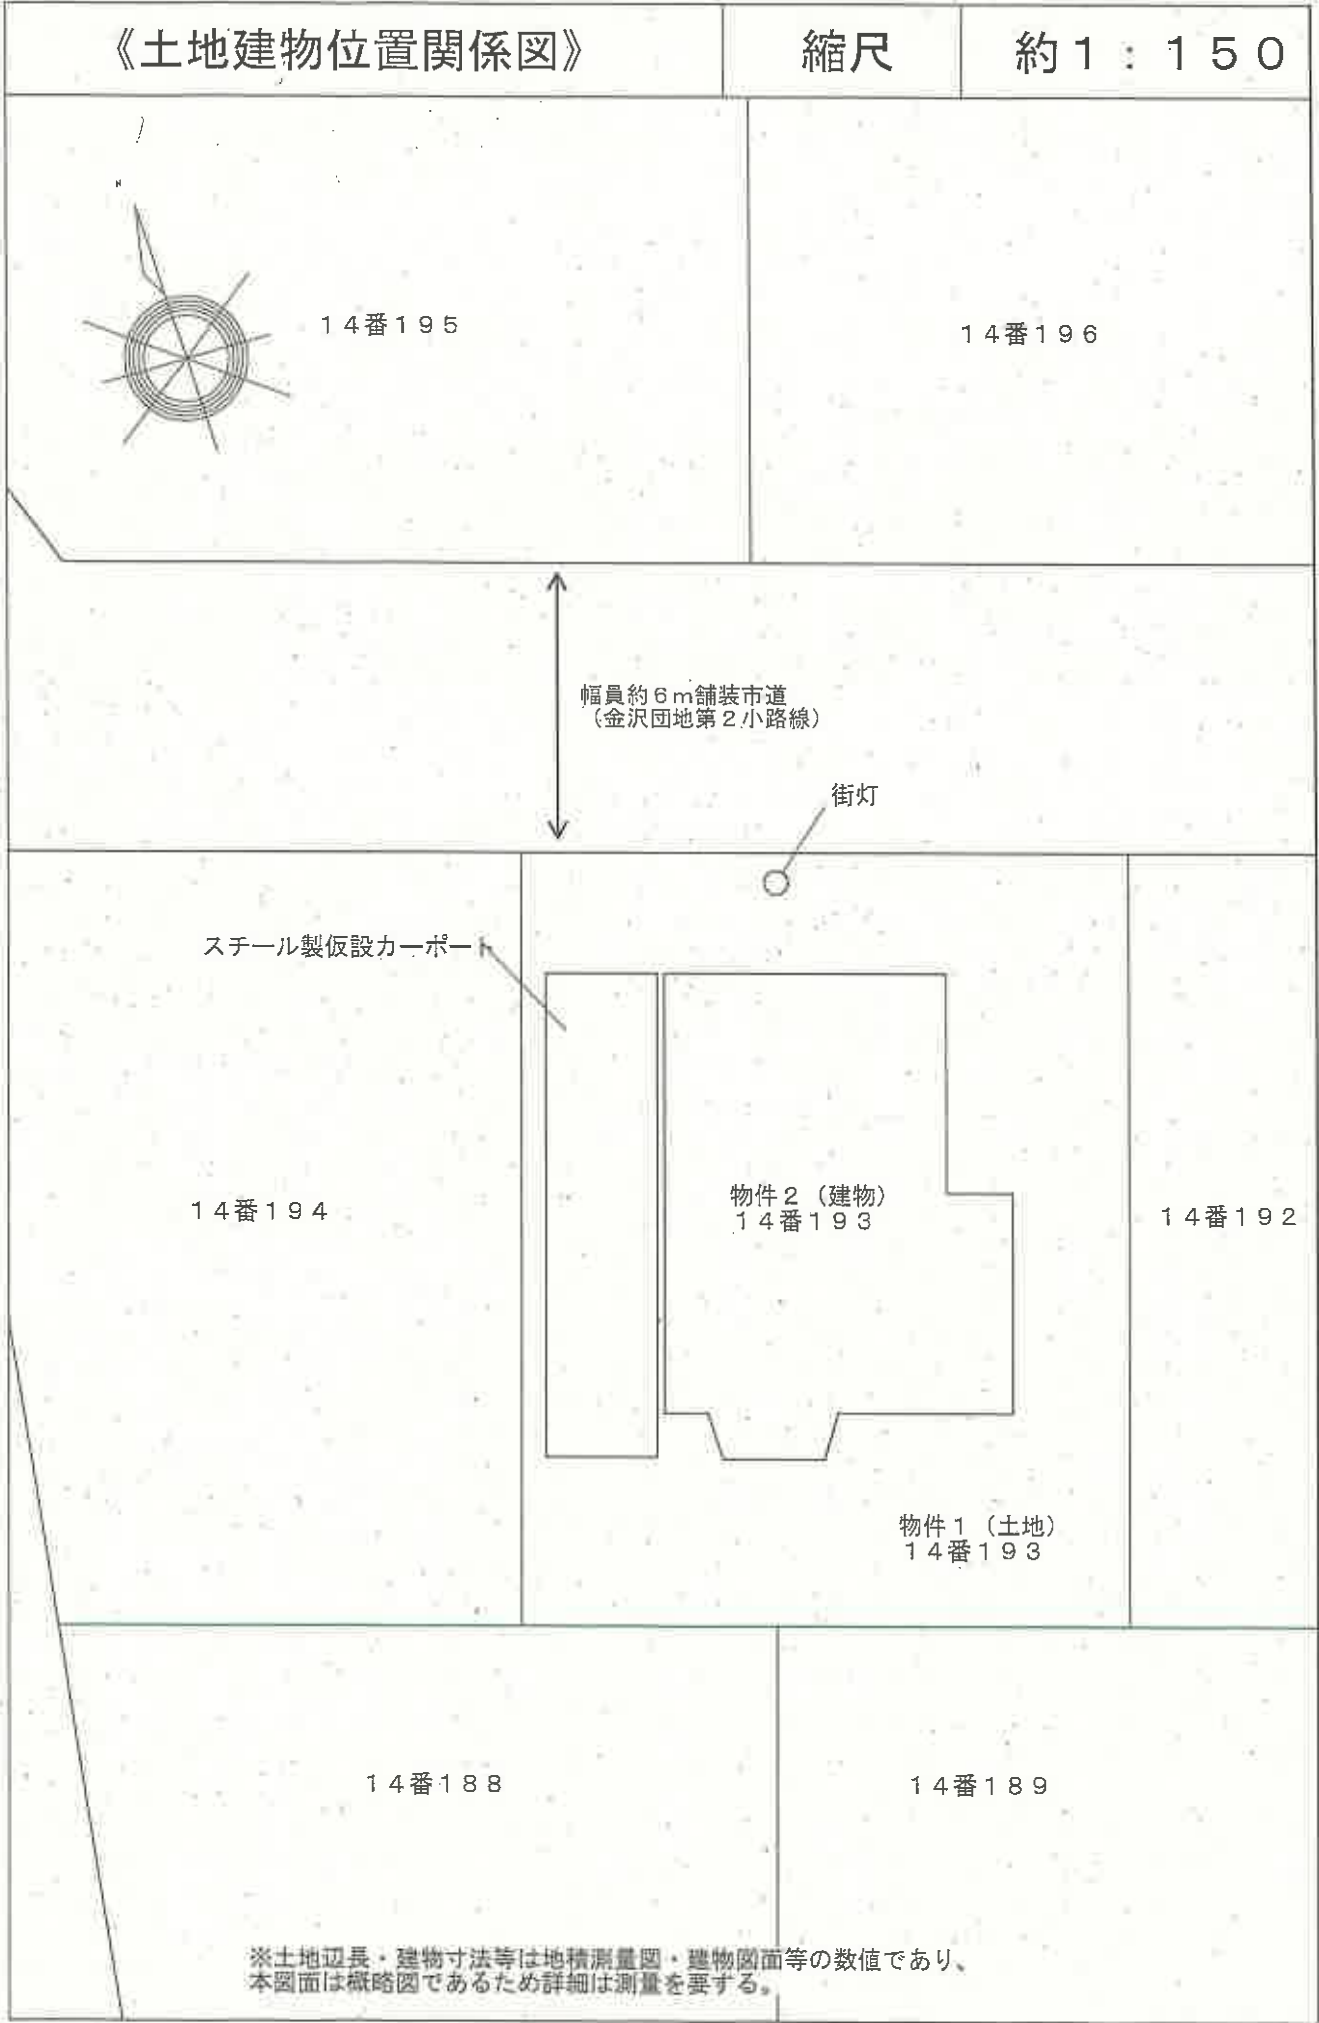 《土地建物位置関係図》
縮尺
約1:150
N
14番195
14番196
幅員約6m舗装市道
(金沢団地第2小路線)
街灯
スチール製仮設カーポート
14番194
物件2(建物)
14番193
14番192
物件1(土地)
14番193
14番188
14番189
※土地辺長・建物寸法等は地積測量図・建物図面等の数値であり、
本図面は概略図であるため詳細は測量を要する。